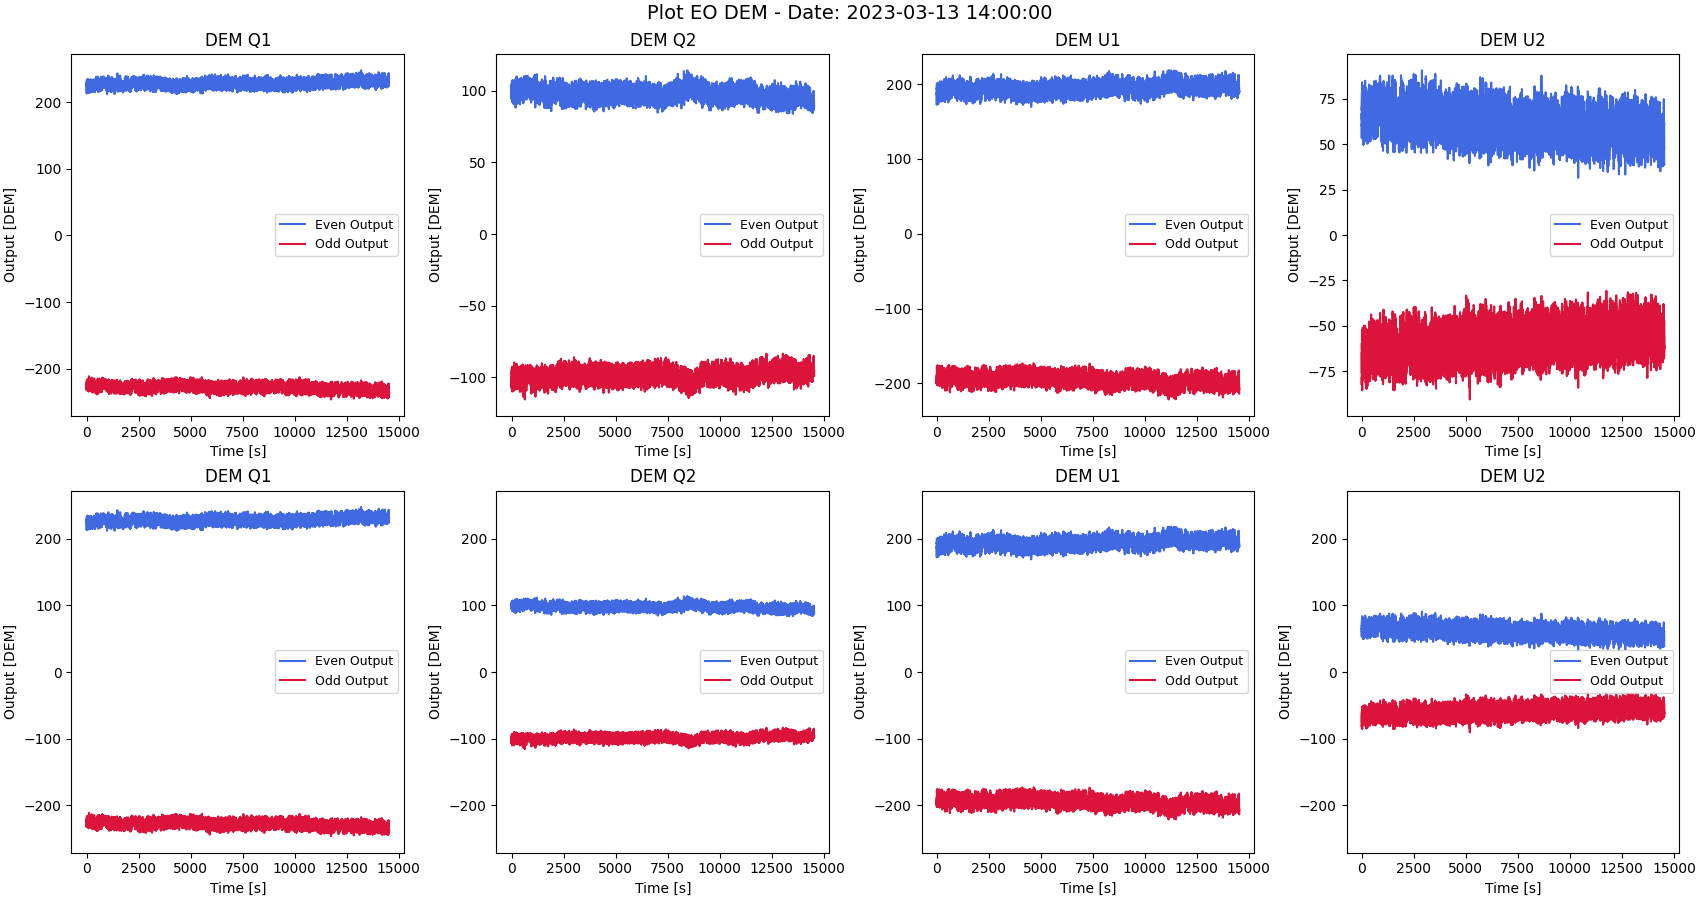 Plot EO DEM - Date: 2023-03-13 14:00:00
DEM Q1
Output [DEM]
200
100
0
−100
−200
Even Output
Odd Output
0 2500 5000 7500 10000 12500 15000
Time [s]
DEM Q2
Output [DEM]
100
50
0
−50
−100
Even Output
Odd Output
0 2500 5000 7500 10000 12500 15000
Time [s]
DEM U1
Output [DEM]
200
100
0
−100
−200
Even Output
Odd Output
0 2500 5000 7500 10000 12500 15000
Time [s]
DEM U2
Output [DEM]
75
50
25
0
−25
−50
−75
Even Output
Odd Output
0 2500 5000 7500 10000 12500 15000
Time [s]
DEM Q1
Output [DEM]
200
100
0
−100
−200
Even Output
Odd Output
0 2500 5000 7500 10000 12500 15000
Time [s]
DEM Q2
Output [DEM]
200
100
0
−100
−200
Even Output
Odd Output
0 2500 5000 7500 10000 12500 15000
Time [s]
DEM U1
Output [DEM]
200
100
0
−100
−200
Even Output
Odd Output
0 2500 5000 7500 10000 12500 15000
Time [s]
DEM U2
Output [DEM]
200
100
0
−100
−200
Even Output
Odd Output
0 2500 5000 7500 10000 12500 15000
Time [s]